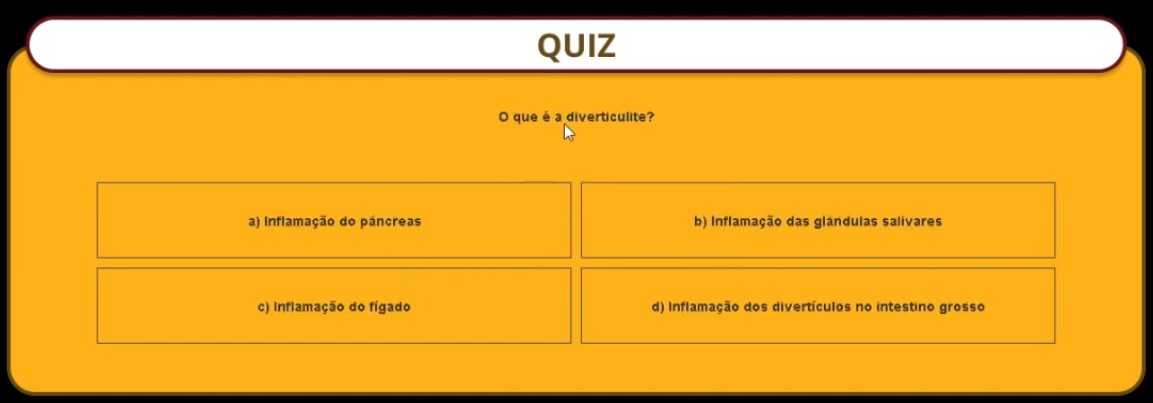 QUIZ
O que é a diverticulite?
a) Inflamação do pâncreas
b) Inflamação das glândulas salivares
c) Inflamação do fígado
d) Inflamação dos divertículos no intestino grosso